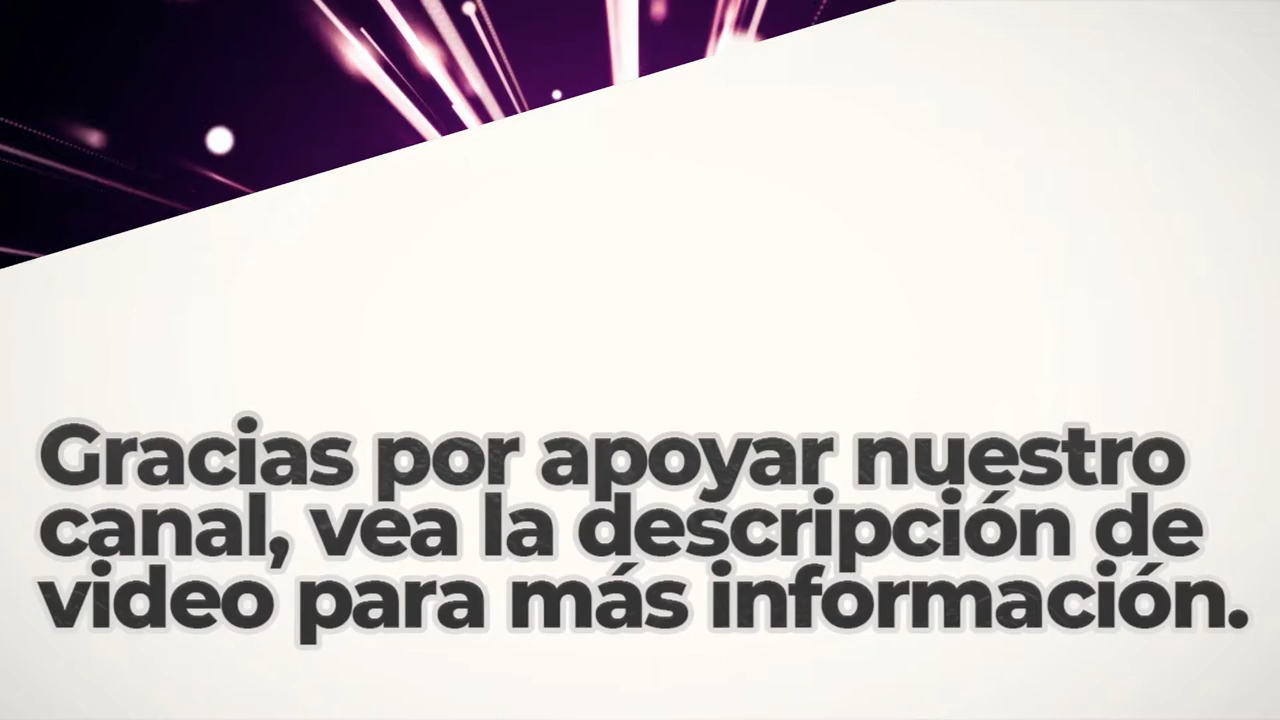 Gracias por apoyar nuestro
canal, vea la descripción de
video para más información.